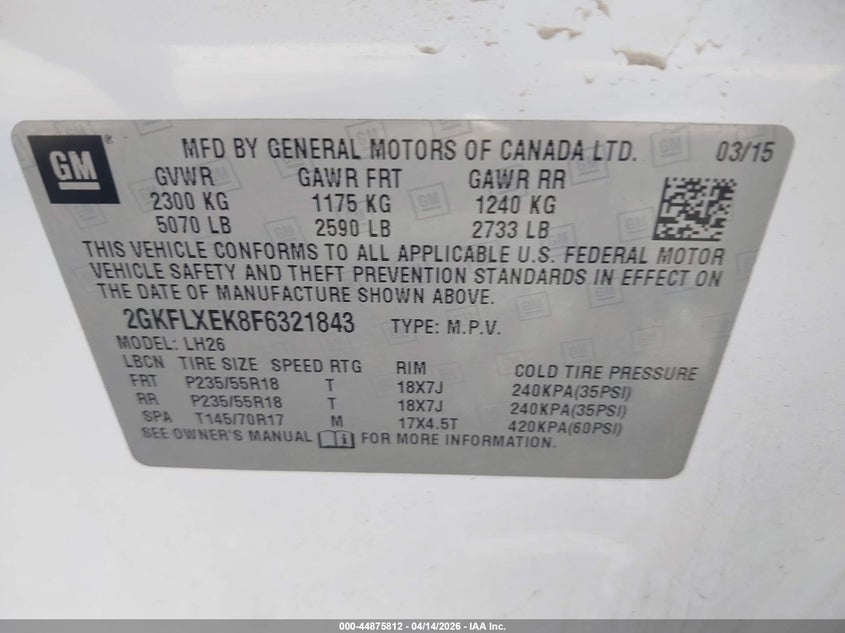 GM
MFD BY GENERAL MOTORS OF CANADA LTD. 03/15
GVWR GAWR FRT GAWR RR
2300 KG 1175 KG 1240 KG
5070 LB 2590 LB 2733 LB
THIS VEHICLE CONFORMS TO ALL APPLICABLE U.S. FEDERAL MOTOR
VEHICLE SAFETY AND THEFT PREVENTION STANDARDS IN EFFECT ON
THE DATE OF MANUFACTURE SHOWN ABOVE.
2GKFLXEK8F6321843 TYPE: M.P.V.
MODEL: LH26
LBCN TIRE SIZE SPEED RTG RIM COLD TIRE PRESSURE
FRT P235/55R18 T 18X7J 240KPA(35PSI)
RR P235/55R18 T 18X7J 240KPA(35PSI)
SPA T145/70R17 M 17X4.5T 420KPA(60PSI)
SEE OWNER'S MANUAL FOR MORE INFORMATION.
000-44875812 - 04/14/2026 - IAA Inc.